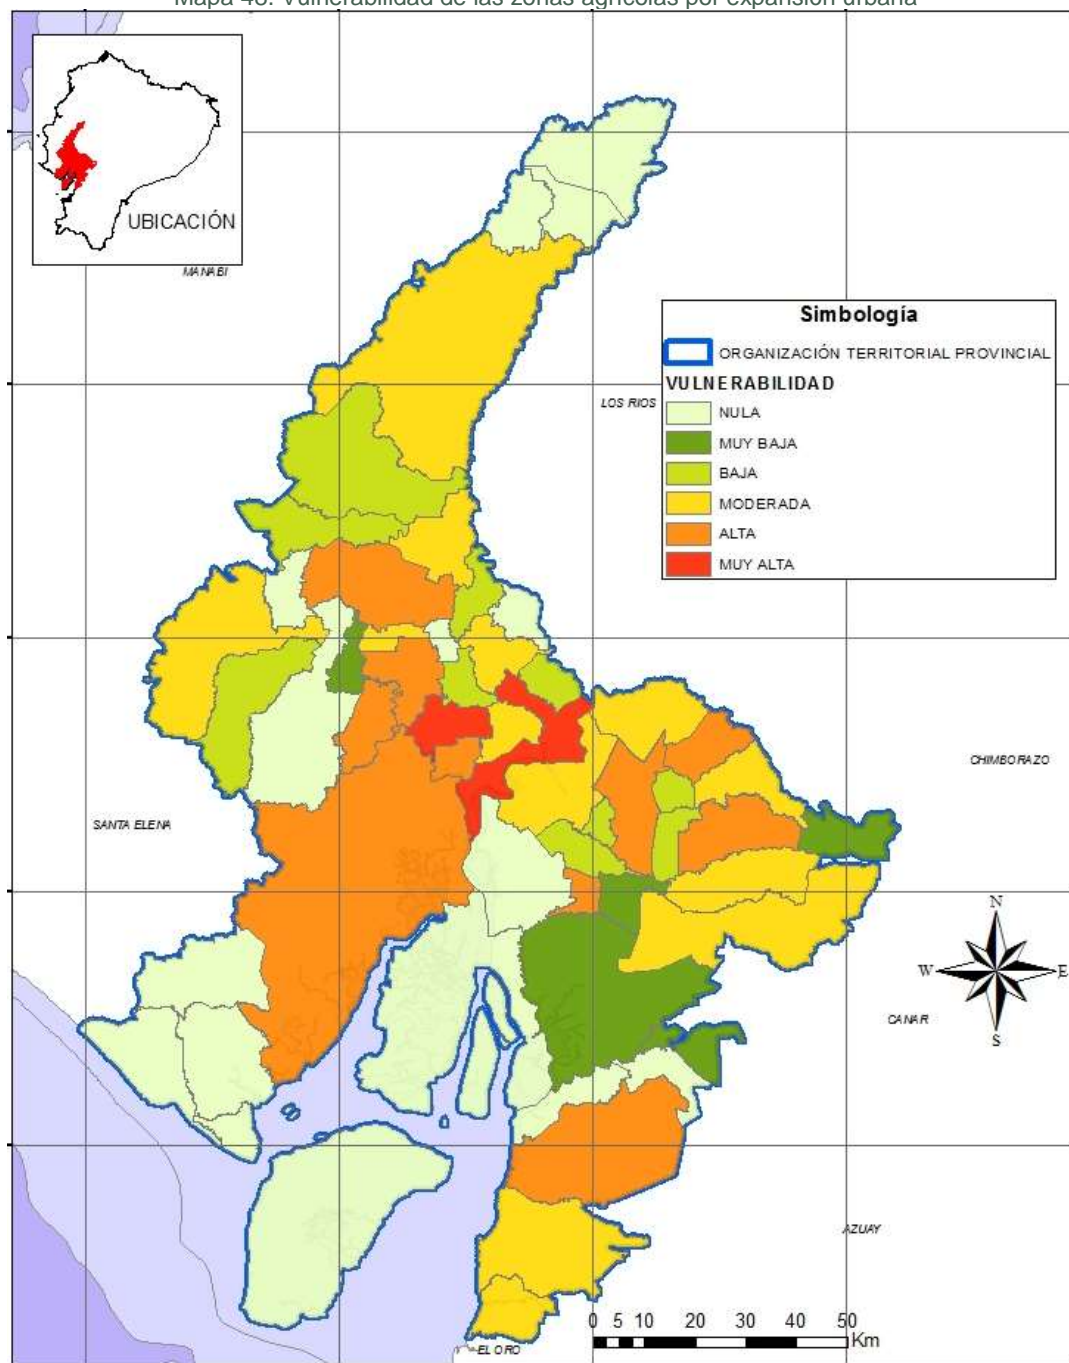 Mapa 48. Vulnerabilidad de las zonas agrícolas por expansión urbana
UBICACIÓN
MANABI
Simbología
ORGANIZACIÓN TERRITORIAL PROVINCIAL
VULNERABILIDAD
NULA
MUY BAJA
BAJA
MODERADA
ALTA
MUY ALTA
LOS RIOS
CHIMBORAZO
SANTA ELENA
N
W
E
S
CANAR
AZUAY
0 5 10 20 30 40 50
Km
EL ORO